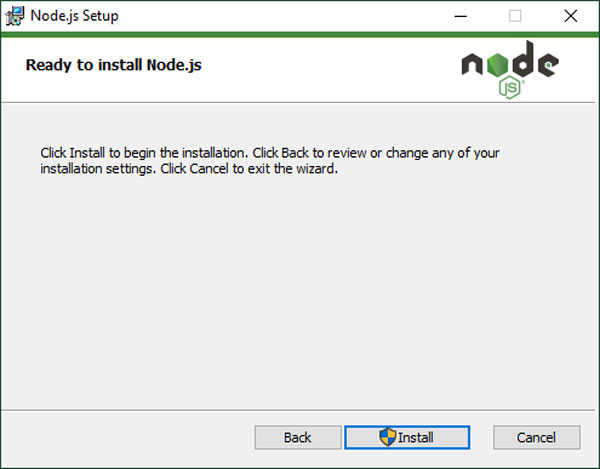 Node.js Setup
Ready to install Node.js
node
JS
Click Install to begin the installation. Click Back to review or change any of your
installation settings. Click Cancel to exit the wizard.
Back
Install
Cancel